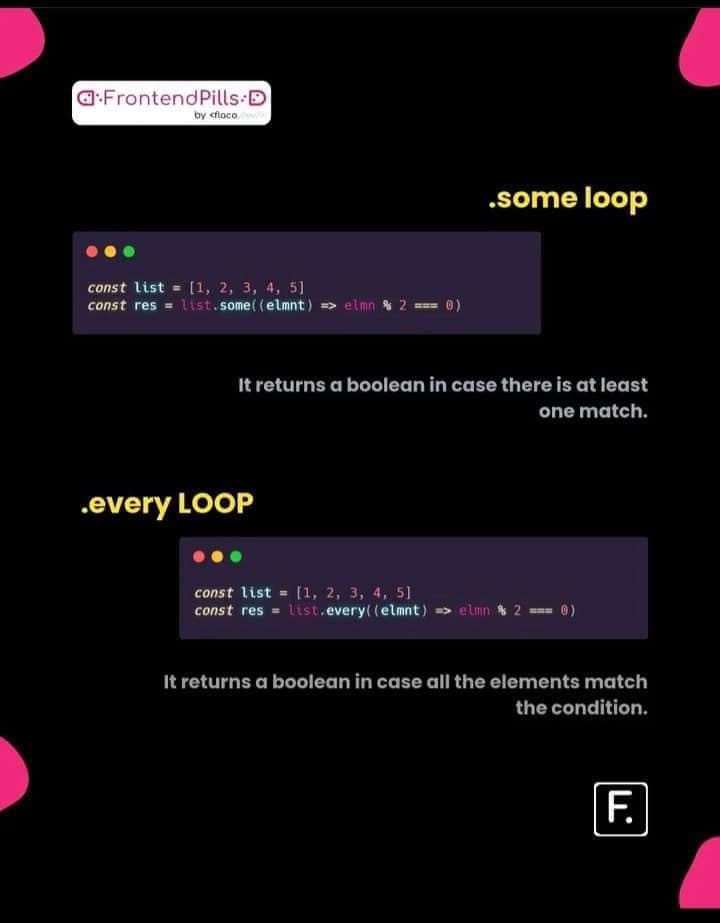 FrontendPills
by <flaco.dev/>
.some loop
const list = [1, 2, 3, 4, 5]
const res = list.some((elmnt) => elmn % 2 === 0)
It returns a boolean in case there is at least
one match.
.every LOOP
const list = [1, 2, 3, 4, 5]
const res = list.every((elmnt) => elmn % 2 === 0)
It returns a boolean in case all the elements match
the condition.
F.